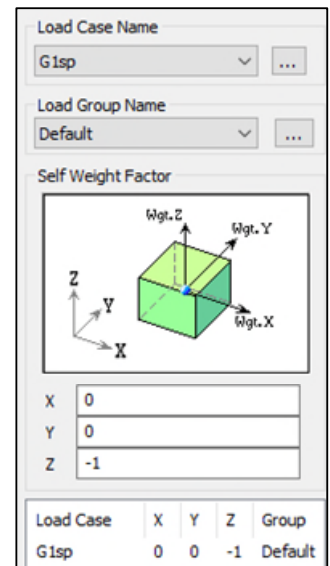 Load Case Name
G1sp
...
Load Group Name
Default
...
Self Weight Factor
Wgt.Z
Wgt.Y
Z
Y
Wgt.X
X
X 0
Y 0
Z -1
Load Case X Y Z Group
G1sp 0 0 -1 Default